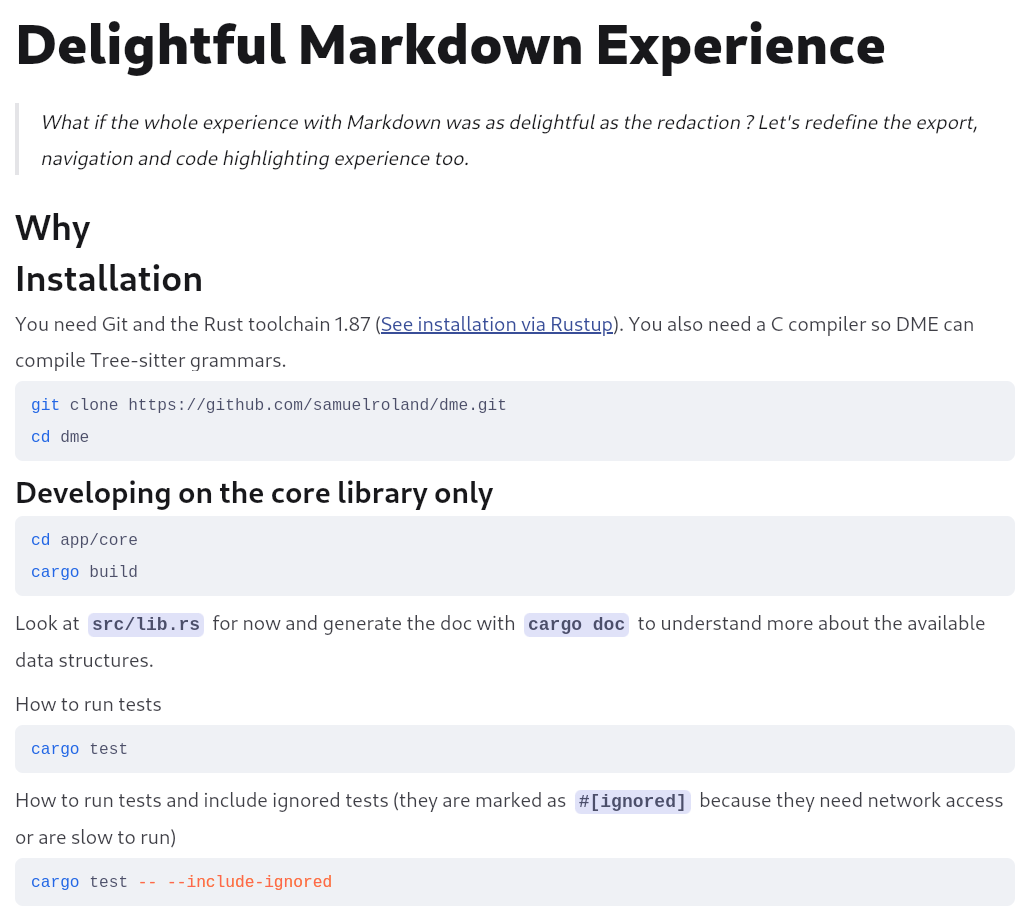 Delightful Markdown Experience
What if the whole experience with Markdown was as delightful as the redaction ? Let's redefine the export,
navigation and code highlighting experience too.
Why
Installation
You need Git and the Rust toolchain 1.87 (See installation via Rustup). You also need a C compiler so DME can
compile Tree-sitter grammars.
git clone https://github.com/samuelroland/dme.git
cd dme
Developing on the core library only
cd app/core
cargo build
Look at src/lib.rs for now and generate the doc with cargo doc to understand more about the available
data structures.
How to run tests
cargo test
How to run tests and include ignored tests (they are marked as #[ignored] because they need network access
or are slow to run)
cargo test -- --include-ignored